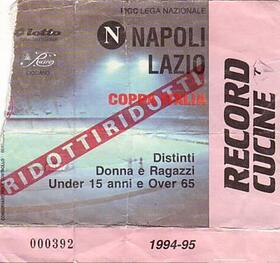 LEGA NAZIONALE
lotto
N NAPOLI
LAZIO
COPPA ITALIA
RIDOTTI RIDOTTI
Distinti
Donna e Ragazzi
Under 15 anni e Over 65
RECORD
CUCINE
000392
1994-95